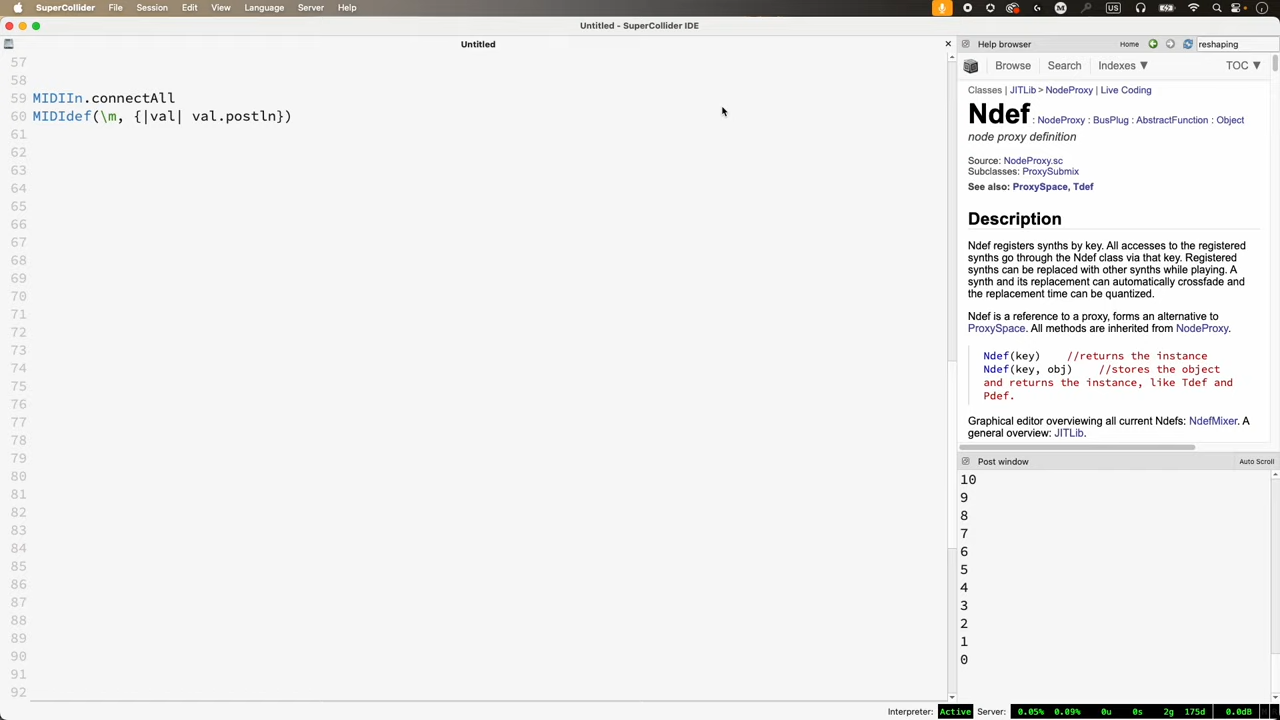 SuperCollider File Session Edit View Language Server Help
Untitled - SuperCollider IDE
Untitled
57
58
59 MIDIIn.connectAll
60 MIDIdef(\m, {|val| val.postln})
61
62
63
64
65
66
67
68
69
70
71
72
73
74
75
76
77
78
79
80
81
82
83
84
85
86
87
88
89
90
91
92
Help browser Home reshaping
Browse Search Indexes ▼ TOC ▼
Classes | JITLib > NodeProxy | Live Coding
Ndef : NodeProxy : BusPlug : AbstractFunction : Object
node proxy definition
Source: NodeProxy.sc
Subclasses: ProxySubmix
See also: ProxySpace, Tdef
Description
Ndef registers synths by key. All accesses to the registered
synths go through the Ndef class via that key. Registered
synths can be replaced with other synths while playing. A
synth and its replacement can automatically crossfade and
the replacement time can be quantized.
Ndef is a reference to a proxy, forms an alternative to
ProxySpace. All methods are inherited from NodeProxy.
Ndef(key) //returns the instance
Ndef(key, obj) //stores the object
and returns the instance, like Tdef and
Pdef.
Graphical editor overviewing all current Ndefs: NdefMixer. A
general overview: JITLib.
Post window Auto Scroll
10
9
8
7
6
5
4
3
2
1
0
Interpreter: Active Server: 0.05% 0.09% 0u 0s 2g 175d 0.0dB